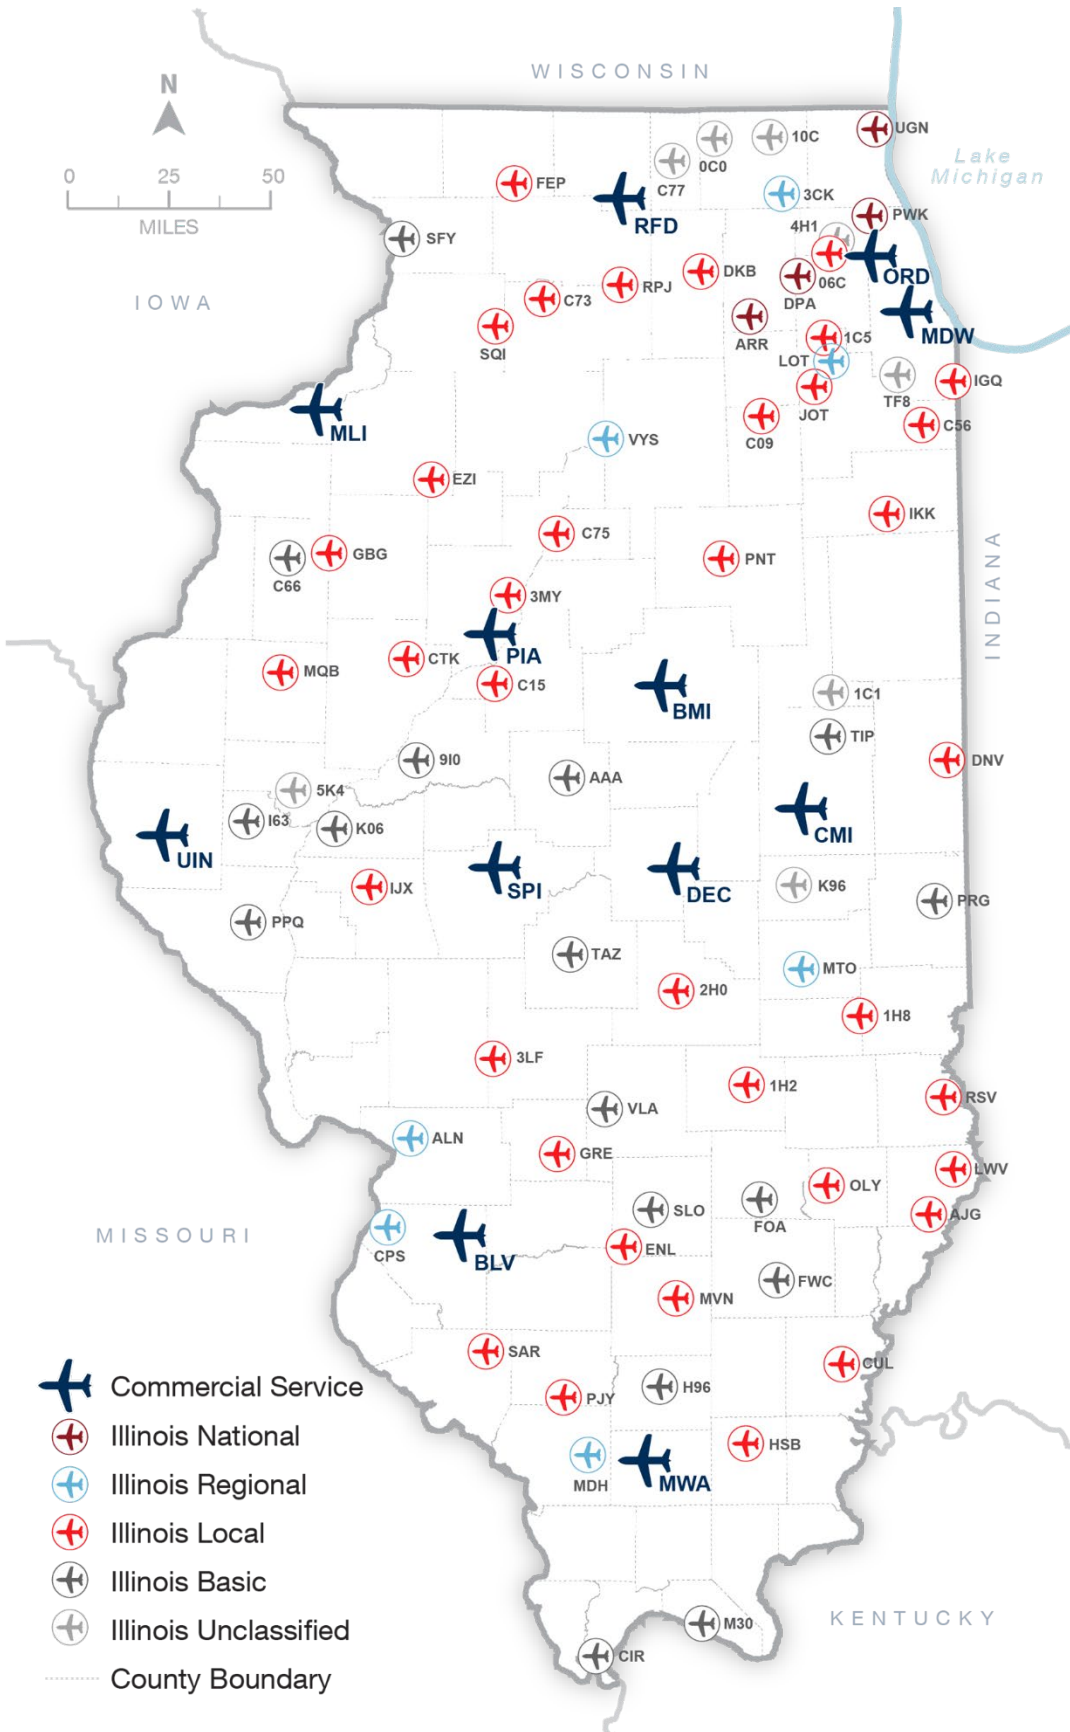 WISCONSIN
N
0 25 50
MILES
Lake
Michigan
IOWA
INDIANA
MISSOURI
KENTUCKY
UGN
10C
0C0
C77
FEP
RFD
3CK
PWK
4H1
SFY
ORD
06C
DKB
RPJ
DPA
C73
MDW
ARR
SQI
1C5
LOT
TF8
IGQ
JOT
MLI
C09
C56
VYS
EZI
IKK
C75
GBG
C66
PNT
3MY
PIA
CTK
MQB
C15
BMI
1C1
TIP
9I0
DNV
AAA
5K4
I63
K06
UIN
CMI
SPI
DEC
IJX
K96
PRG
PPQ
TAZ
MTO
2H0
1H8
3LF
1H2
RSV
VLA
ALN
GRE
LWV
OLY
SLO
FOA
AJG
CPS
BLV
ENL
FWC
MVN
SAR
CUL
H96
PJY
HSB
MDH
MWA
M30
CIR
Commercial Service
Illinois National
Illinois Regional
Illinois Local
Illinois Basic
Illinois Unclassified
County Boundary